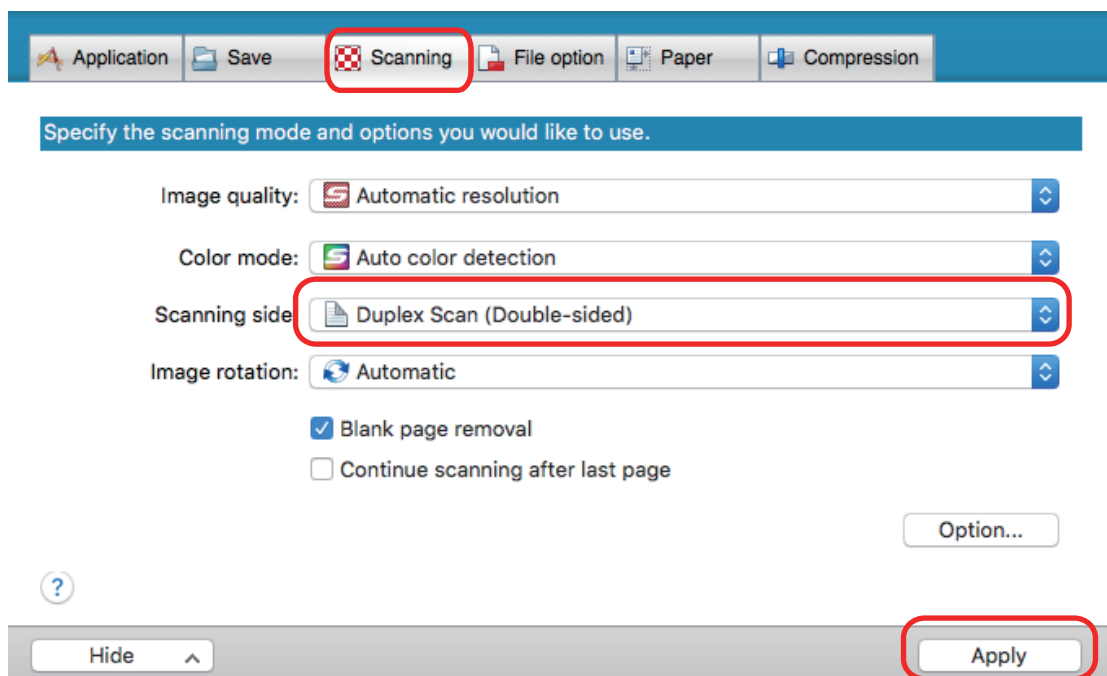 Application Save Scanning File option Paper Compression
Specify the scanning mode and options you would like to use.
Image quality: Automatic resolution
Color mode: Auto color detection
Scanning side Duplex Scan (Double-sided)
Image rotation: Automatic
Blank page removal
Continue scanning after last page
Option...
?
Hide Apply